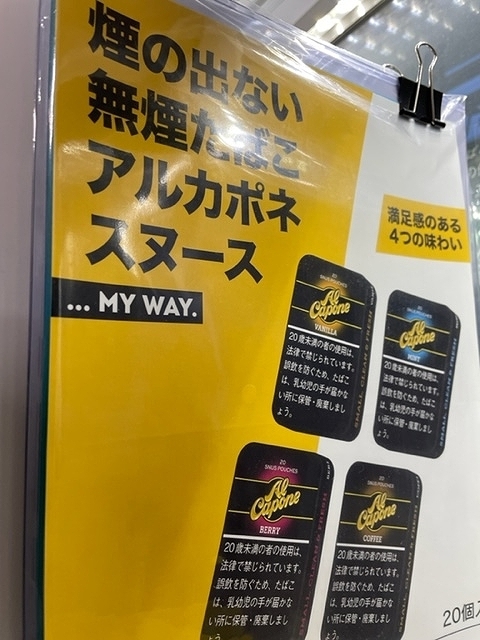 煙の出ない
無煙たばこ
アルカポネ
スヌース
... MY WAY.
満足感のある
4つの味わい
20
SNUS POUCHES
Al
Capone
VANILLA
20歳未満の者の使用は、
法律で禁じられています。
誤飲を防ぐため、たばこ
は、乳幼児の手が届かな
い所に保管・廃棄しまし
ょう。
Al
Capone
MINT
SMALL CLEAN & FRESH
20歳未満の者の使用は、
法律で禁じられています。
誤飲を防ぐため、たばこ
は、乳幼児の手が届かな
い所に保管・廃棄しまし
ょう。
20
SNUS POUCHES
Al
Capone
BERRY
20歳未満の者の使用は、
法律で禁じられています。
誤飲を防ぐため、たばこ
は、乳幼児の手が届かな
い所に保管・廃棄しまし
ょう。
20
SNUS POUCHES
Al
Capone
COFFEE
20歳未満の者の使用は、
法律で禁じられています。
誤飲を防ぐため、たばこ
は、乳幼児の手が届かな
い所に保管・廃棄しまし
20個